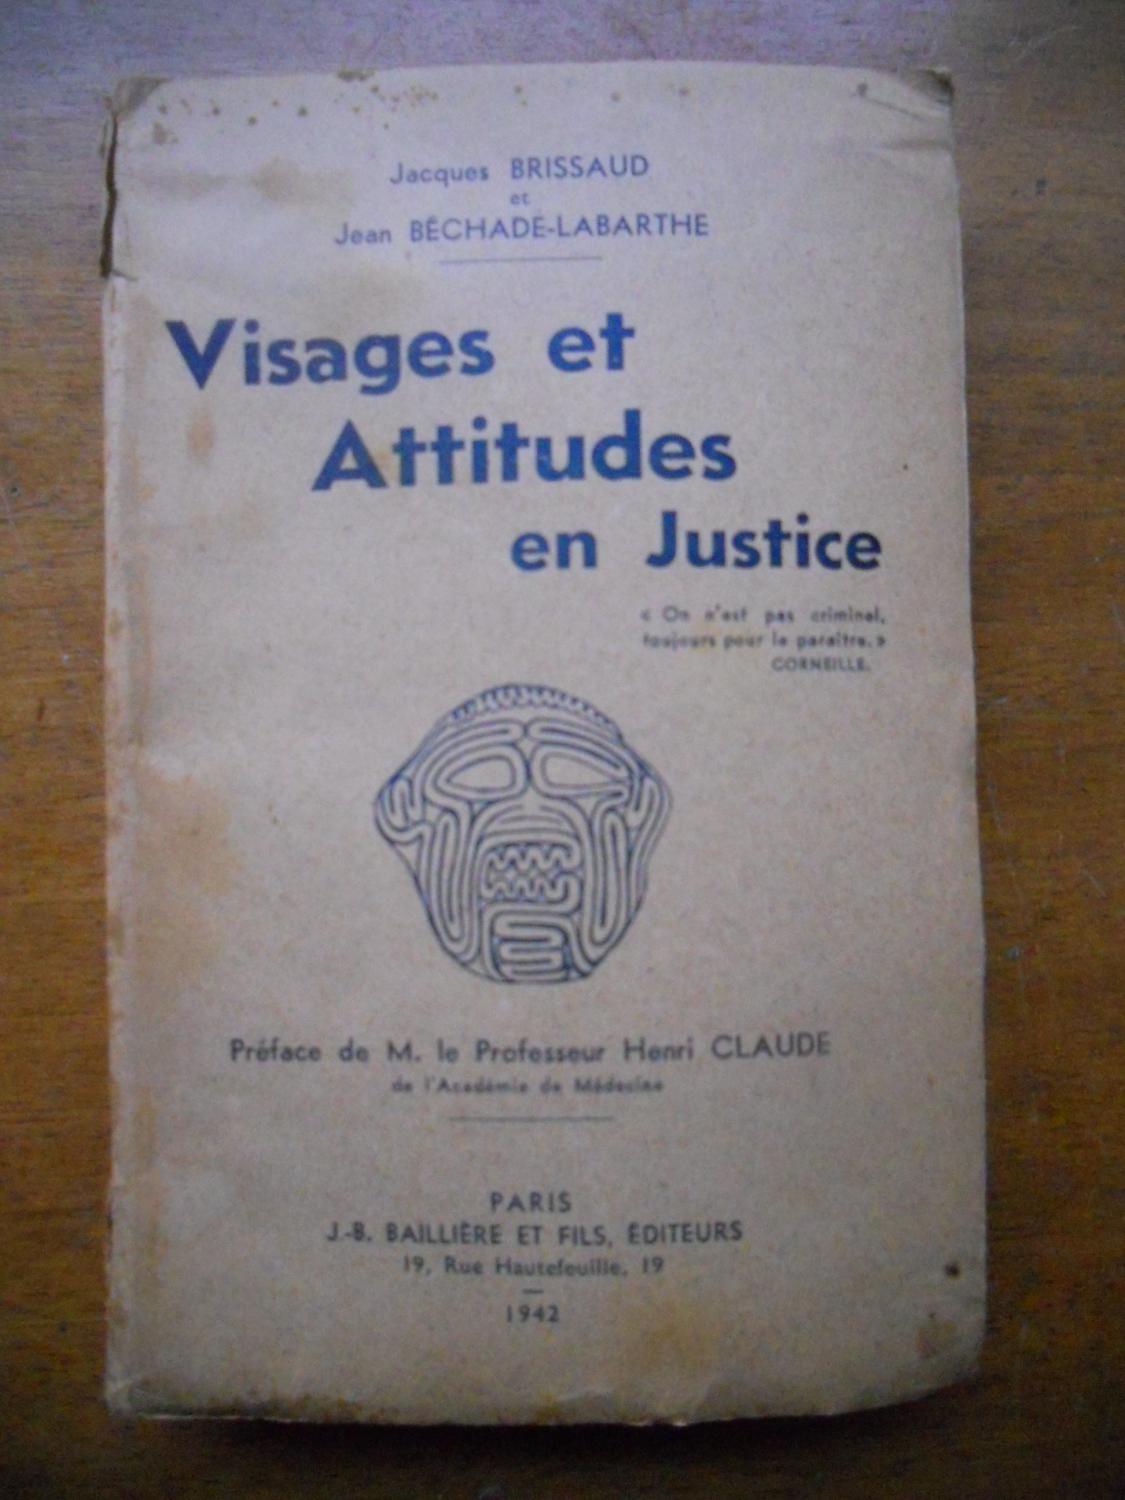 Jacques BRISSAUD
et
Jean BÉCHADE-LABARTHE
Visages et
Attitudes
en Justice
« On n'est pas criminel,
toujours pour le paraître. »
CORNEILLE.
Préface de M. le Professeur Henri CLAUDE
de l'Académie de Médecine
PARIS
J.-B. BAILLIÈRE ET FILS, ÉDITEURS
19, Rue Hautefeuille, 19
1942